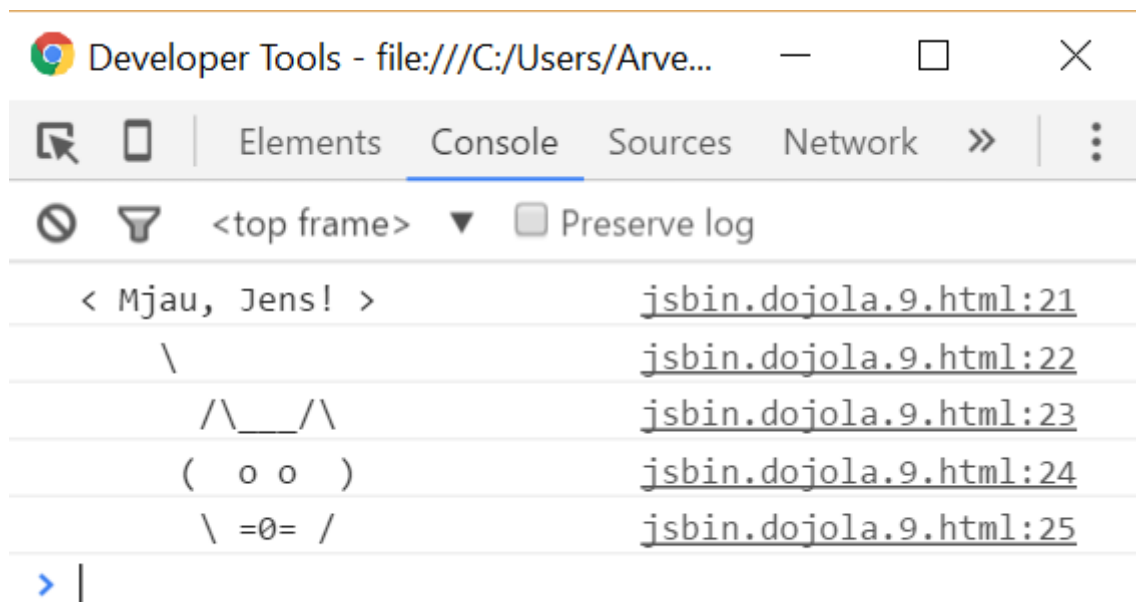 Developer Tools - file:///C:/Users/Arve...
Elements Console Sources Network »
<top frame> ▼ Preserve log
< Mjau, Jens! > jsbin.dojola.9.html:21
\ jsbin.dojola.9.html:22
/\___/\ jsbin.dojola.9.html:23
( o o ) jsbin.dojola.9.html:24
\ =0= / jsbin.dojola.9.html:25
>